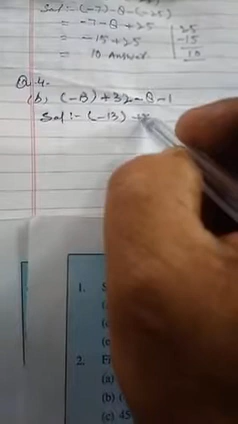 Sol:- (-7)-8-(-25)
= -7-8+25
= -15+25
= 10 Answer
25
-15
10
Q.4.
(b) (-13)+32-8-1
Sol:- (-13)
1.
2.
(a)
(b)
(c) 45